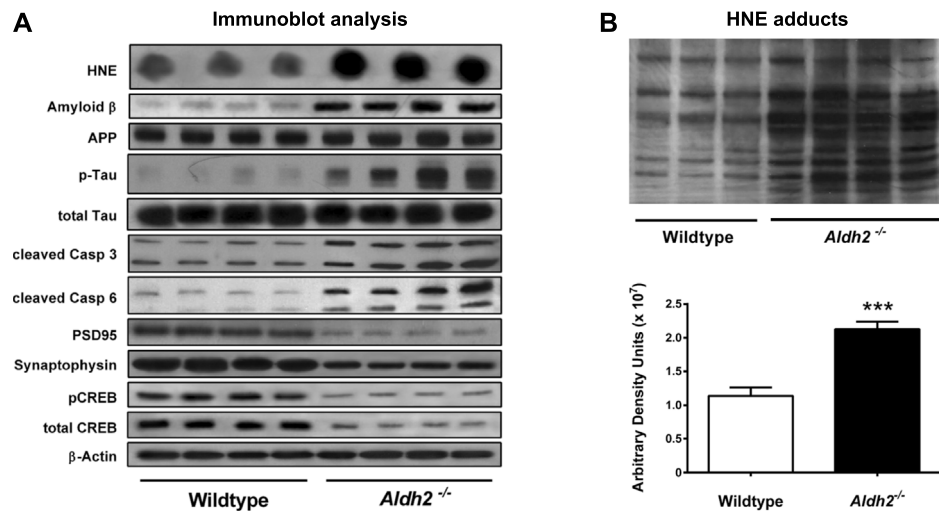 A
Immunoblot analysis
HNE
Amyloid β
APP
p-Tau
total Tau
cleaved Casp 3
cleaved Casp 6
PSD95
Synaptophysin
pCREB
total CREB
β-Actin
Wildtype
Aldh2 -/-
B
HNE adducts
Wildtype
Aldh2 -/-
Arbitrary Density Units (x 10⁷)
2.5
2.0
1.0
1.0
0.5
0
***
Wildtype
Aldh2-/-